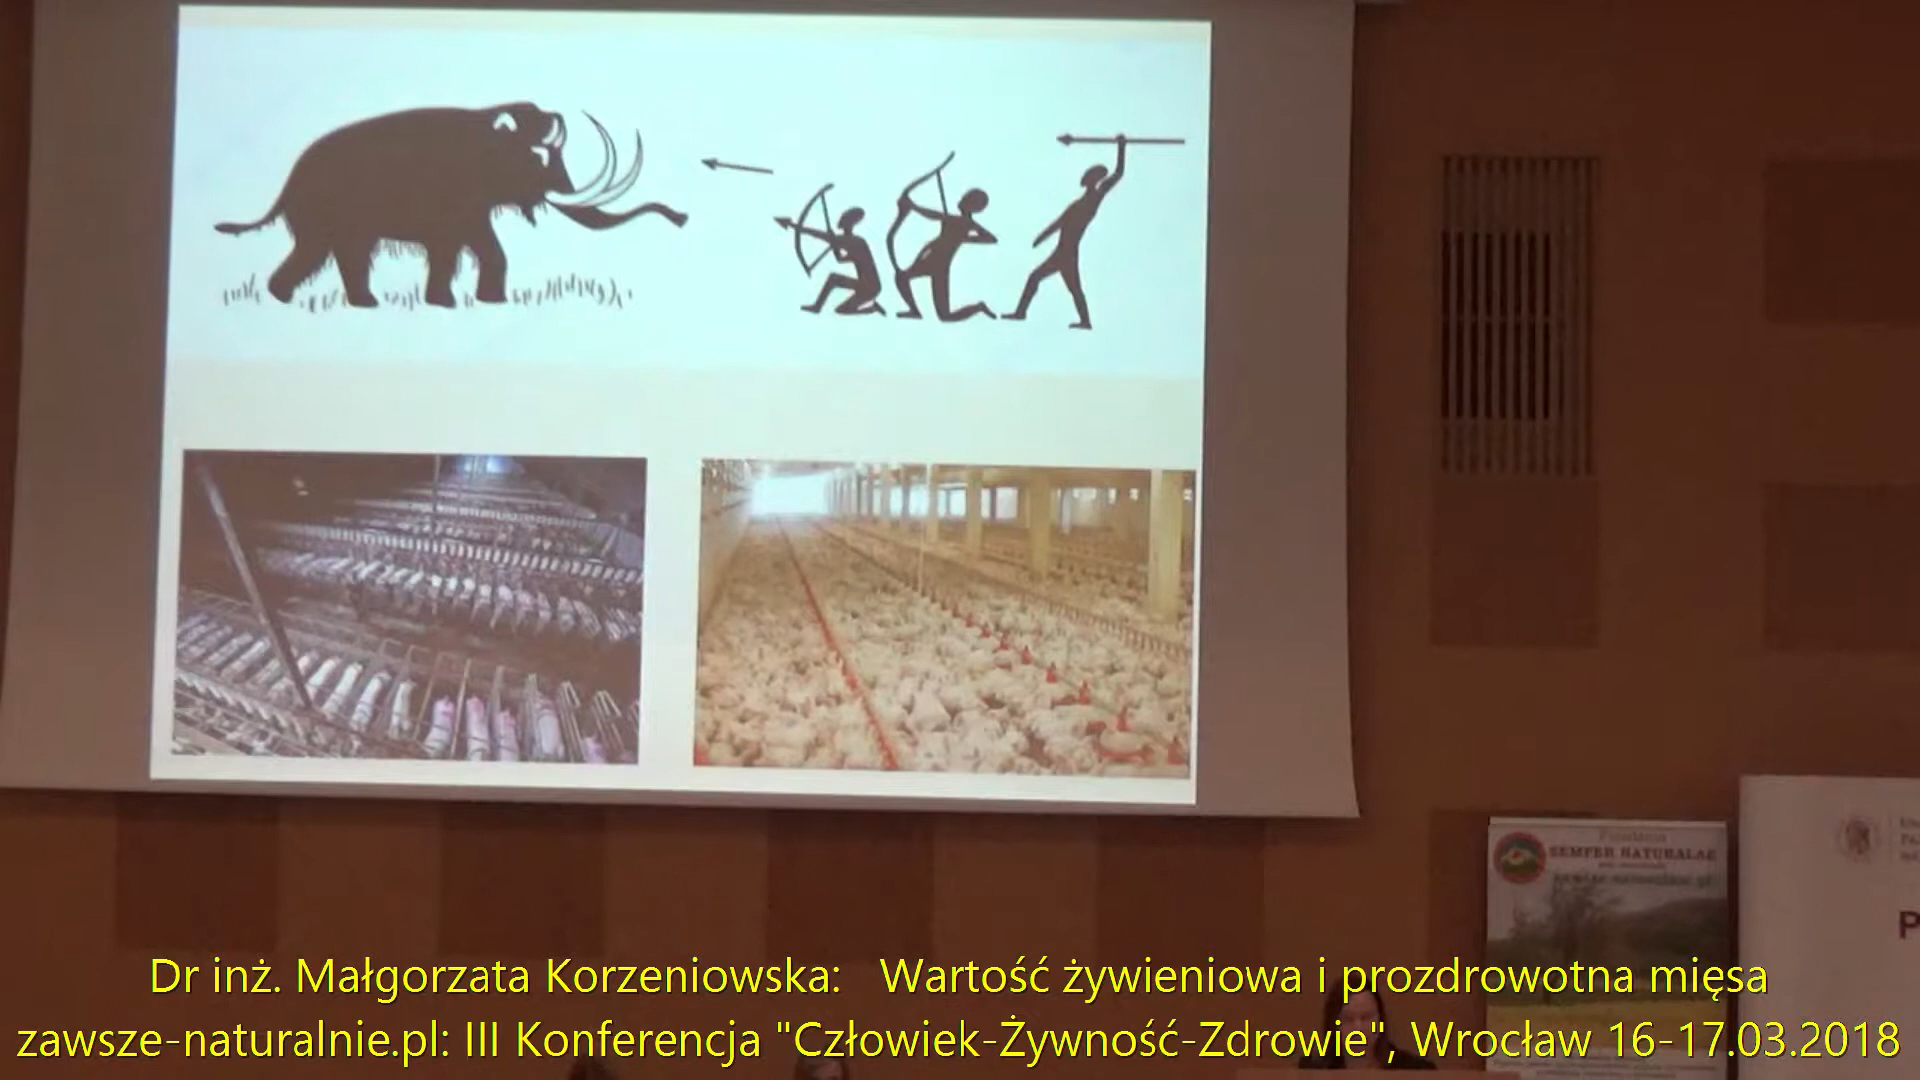 Fundacja
SEMPER NATURALAE
Dr inż. Małgorzata Korzeniowska: Wartość żywieniowa i prozdrowotna mięsa
zawsze-naturalnie.pl: III Konferencja "Człowiek-Żywność-Zdrowie", Wrocław 16-17.03.2018